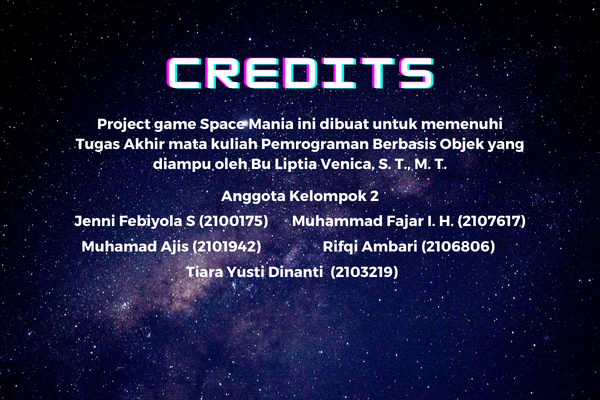 CREDITS
Project game Space Mania ini dibuat untuk memenuhi
Tugas Akhir mata kuliah Pemrograman Berbasis Objek yang
diampu oleh Bu Liptia Venica, S. T., M. T.
Anggota Kelompok 2
Jenni Febiyola S (2100175) Muhammad Fajar I. H. (2107617)
Muhamad Ajis (2101942) Rifqi Ambari (2106806)
Tiara Yusti Dinanti (2103219)